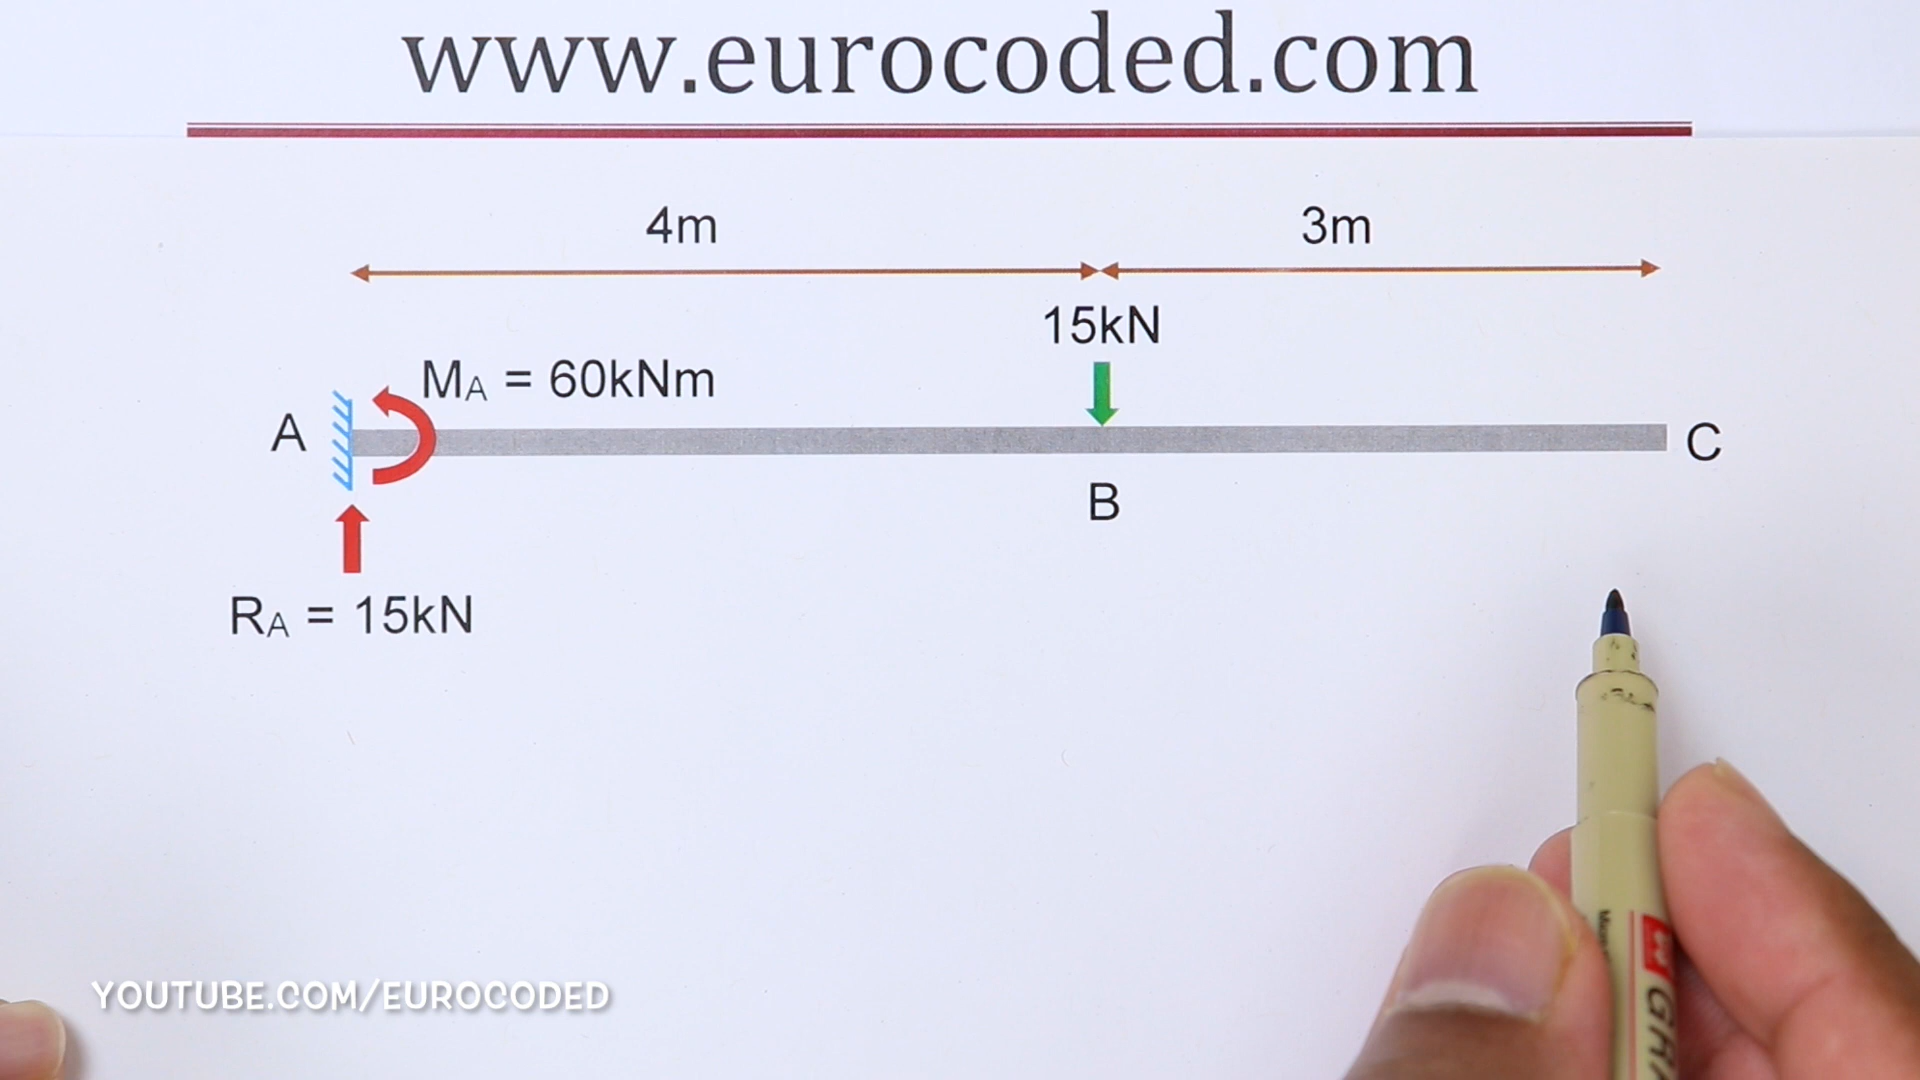 www.eurocoded.com
4m 3m
15kN
MA = 60kNm
A C
B
RA = 15kN
YOUTUBE.COM/EUROCODED